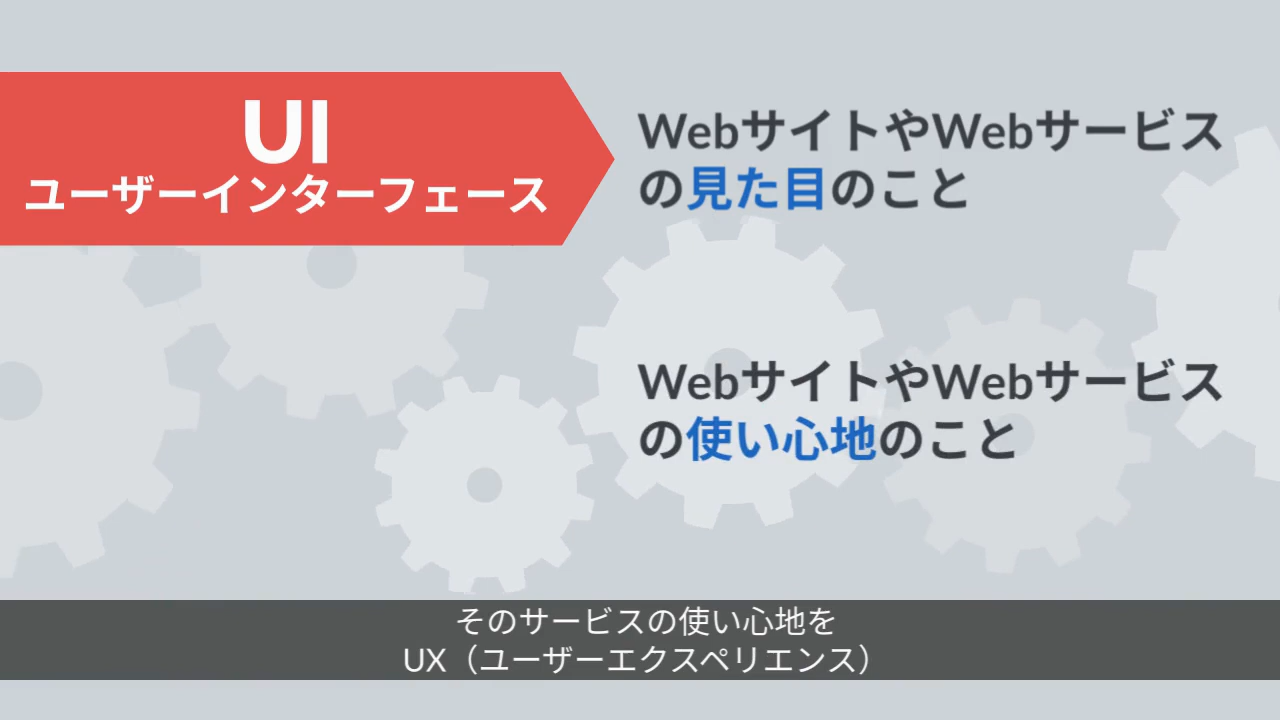 UI
ユーザーインターフェース
WebサイトやWebサービス
の見た目のこと
WebサイトやWebサービス
の使い心地のこと
そのサービスの使い心地を
UX（ユーザーエクスペリエンス）